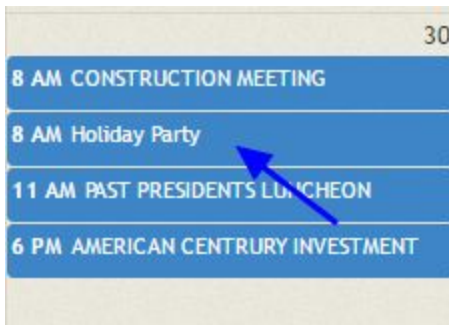 30
8 AM CONSTRUCTION MEETING
8 AM Holiday Party
11 AM PAST PRESIDENTS LUNCHEON
6 PM AMERICAN CENTRURY INVESTMENT